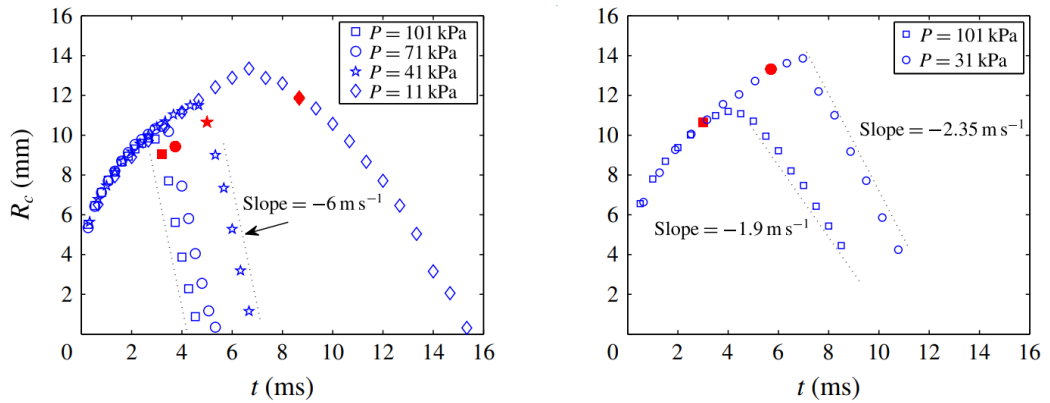 P = 101 kPa
P = 71 kPa
P = 41 kPa
P = 11 kPa
Slope = −6 m s−1
R_c (mm)
16
14
12
10
8
6
4
2
0 2 4 6 8 10 12 14 16
t (ms)
P = 101 kPa
P = 31 kPa
Slope = −2.35 m s−1
Slope = −1.9 m s−1
16
14
12
10
8
6
4
2
0 2 4 6 8 10 12 14 16
t (ms)